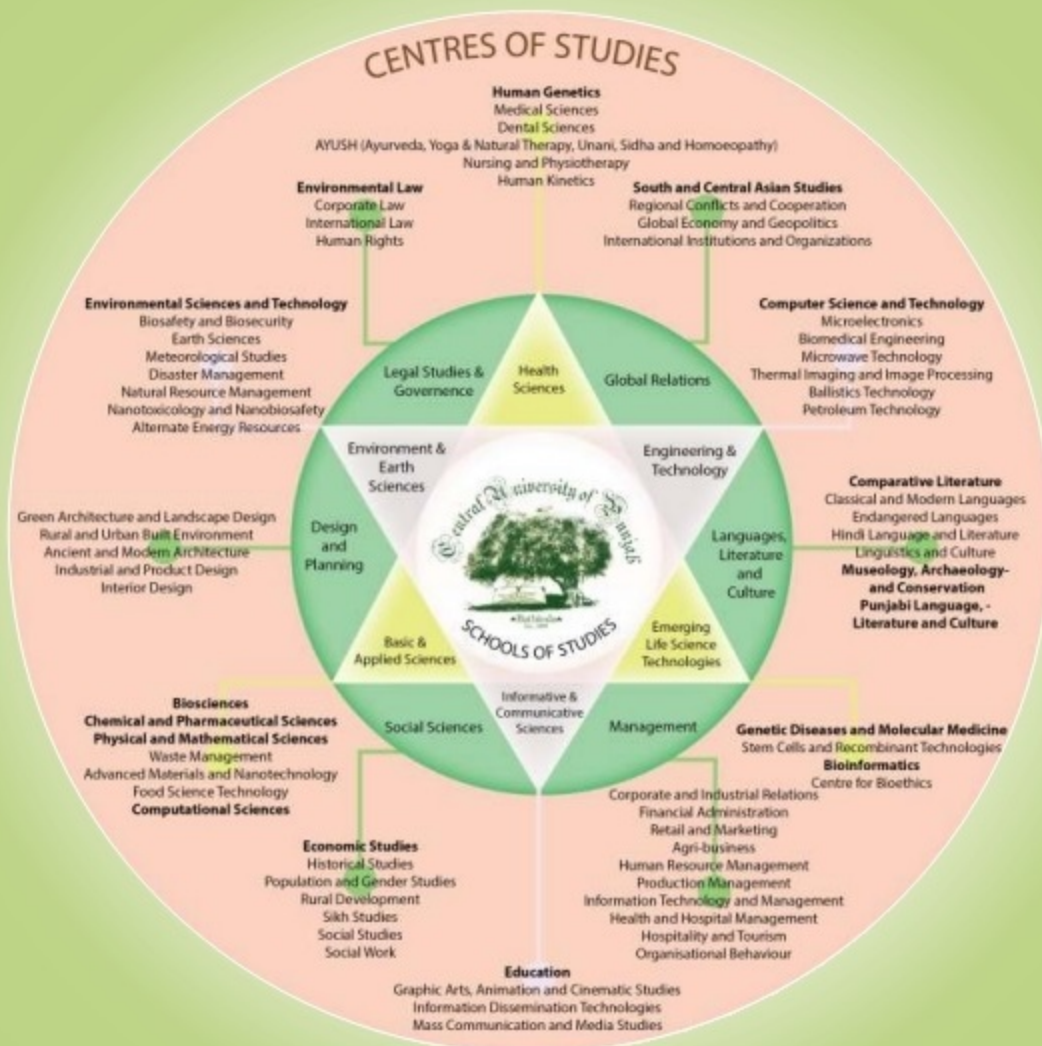 CENTRES OF STUDIES
Human Genetics
Medical Sciences
Dental Sciences
AYUSH (Ayurveda, Yoga & Natural Therapy, Unani, Sidha and Homoeopathy)
Nursing and Physiotherapy
Human Kinetics
Environmental Law
Corporate Law
International Law
Human Rights
South and Central Asian Studies
Regional Conflicts and Cooperation
Global Economy and Geopolitics
International Institutions and Organizations
Environmental Sciences and Technology
Biosafety and Biosecurity
Earth Sciences
Meteorological Studies
Disaster Management
Natural Resource Management
Nanotoxicology and Nanobiosafety
Alternate Energy Resources
Computer Science and Technology
Microelectronics
Biomedical Engineering
Microwave Technology
Thermal Imaging and Image Processing
Ballistics Technology
Petroleum Technology
Legal Studies &
Governence
Health
Sciences
Global Relations
Environment &
Earth
Sciences
Engineering &
Technology
Green Architecture and Landscape Design
Rural and Urban Built Environment
Ancient and Modern Architecture
Industrial and Product Design
Interior Design
Design
and
Planning
Central University of Punjab
SCHOOLS OF STUDIES
Languages,
Literature
and
Culture
Comparative Literature
Classical and Modern Languages
Endangered Languages
Hindi Language and Literature
Linguistics and Culture
Museology, Archaeology-
and Conservation
Punjabi Language, -
Literature and Culture
Basic &
Applied Sciences
Emerging
Life Science
Technologies
Social Sciences
Informative &
Communicative
Sciences
Management
Biosciences
Chemical and Pharmaceutical Sciences
Physical and Mathematical Sciences
Waste Management
Advanced Materials and Nanotechnology
Food Science Technology
Computational Sciences
Genetic Diseases and Molecular Medicine
Stem Cells and Recombinant Technologies
Bioinformatics
Centre for Bioethics
Economic Studies
Historical Studies
Population and Gender Studies
Rural Development
Sikh Studies
Social Studies
Social Work
Corporate and Industrial Relations
Financial Administration
Retail and Marketing
Agri-business
Human Resource Management
Production Management
Information Technology and Management
Health and Hospital Management
Hospitality and Tourism
Organisational Behaviour
Education
Graphic Arts, Animation and Cinematic Studies
Information Dissemination Technologies
Mass Communication and Media Studies